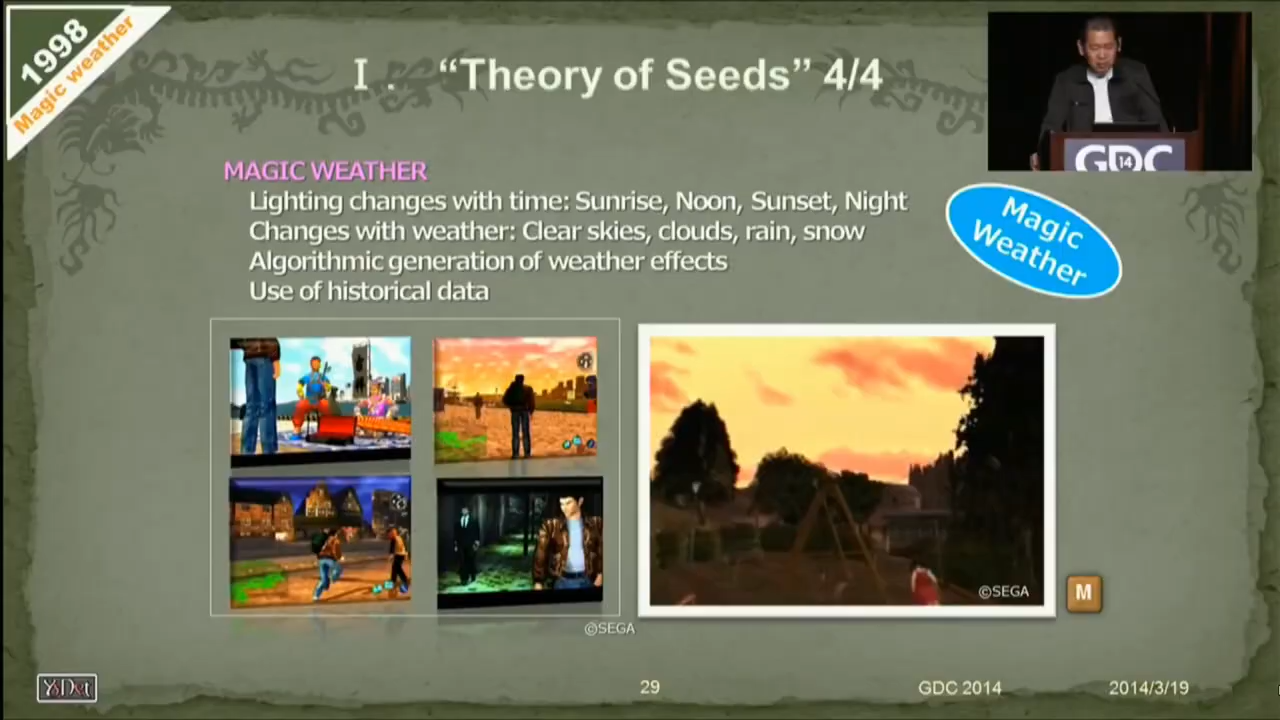 1998
Magic weather
Ⅰ. “Theory of Seeds” 4/4
GDC 14
MAGIC WEATHER
Lighting changes with time: Sunrise, Noon, Sunset, Night
Changes with weather: Clear skies, clouds, rain, snow
Algorithmic generation of weather effects
Use of historical data
Magic
Weather
©SEGA
M
©SEGA
YsNet
29
GDC 2014
2014/3/19